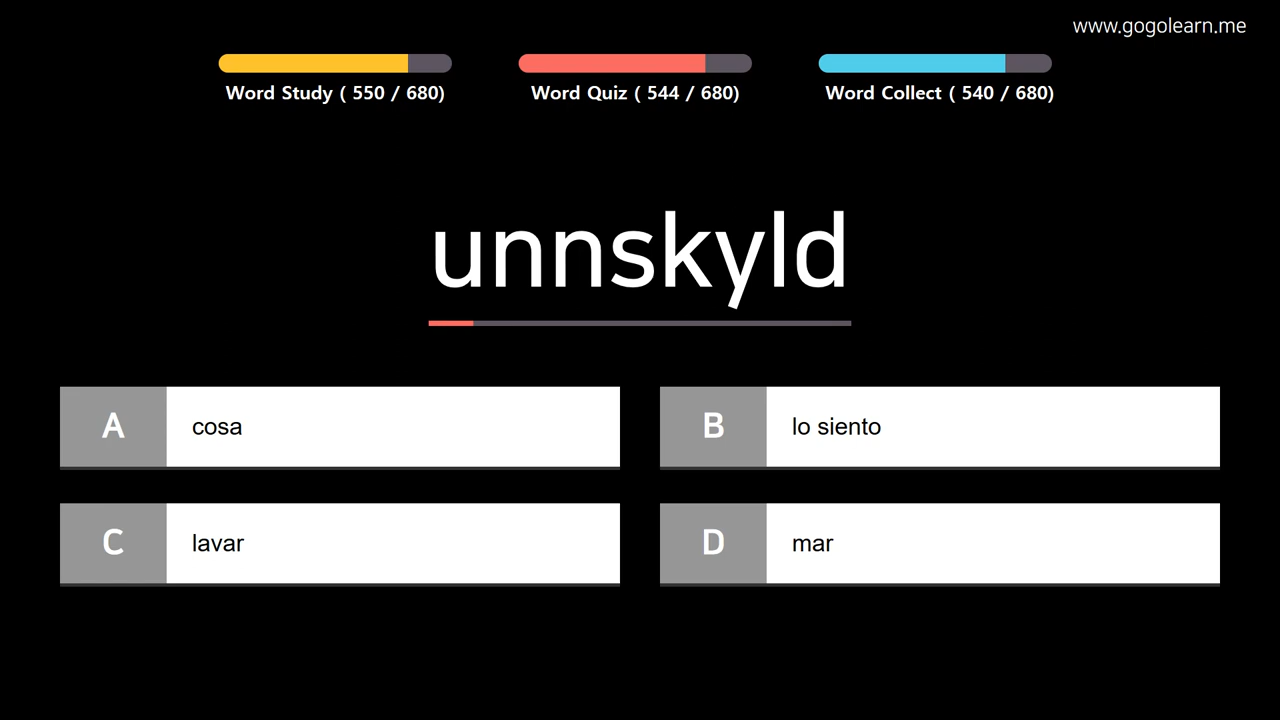 www.gogolearn.me
Word Study ( 550 / 680)
Word Quiz ( 544 / 680)
Word Collect ( 540 / 680)
unnskyld
A
cosa
B
lo siento
C
lavar
D
mar